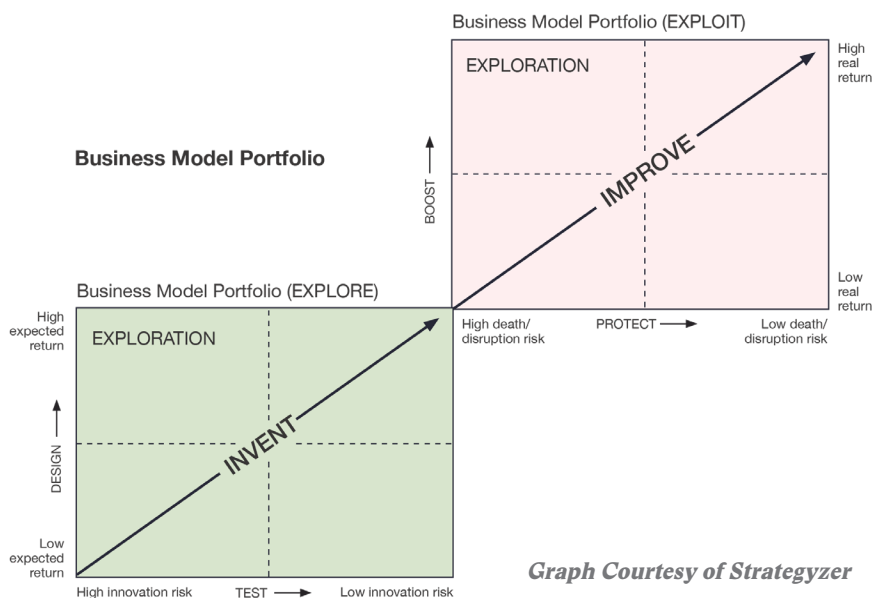 Business Model Portfolio (EXPLOIT)
EXPLORATION
High
real
return
Business Model Portfolio
BOOST
IMPROVE
Low
real
return
High death/
disruption risk
PROTECT
Low death/
disruption risk
Business Model Portfolio (EXPLORE)
High
expected
return
EXPLORATION
DESIGN
INVENT
Low
expected
return
High innovation risk
TEST
Low innovation risk
Graph Courtesy of Strategyzer